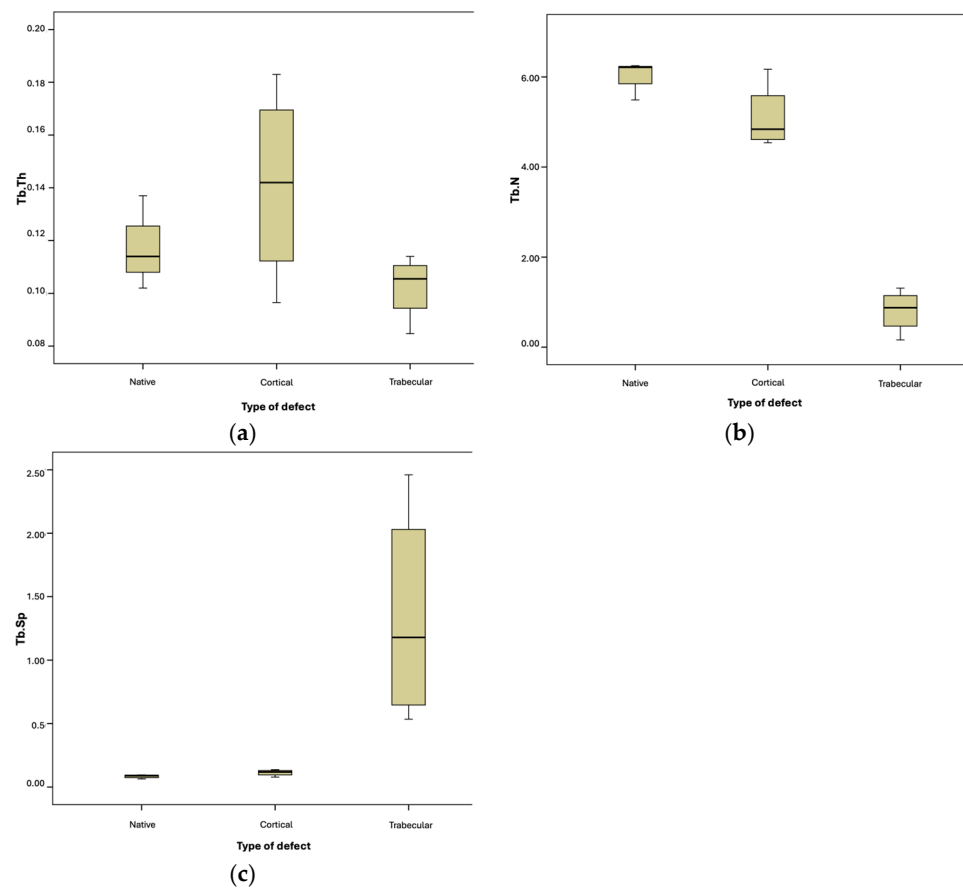 0.20
0.18
0.16
0.14
0.12
0.10
0.08
Tb.Th
Native Cortical Trabecular
Type of defect
(a)
6.00
4.00
2.00
0.00
Tb.N
Native Cortical Trabecular
Type of defect
(b)
2.50
2.00
1.50
1.00
0.5
0.00
Tb.Sp
Native Cortical Trabecular
Type of defect
(c)